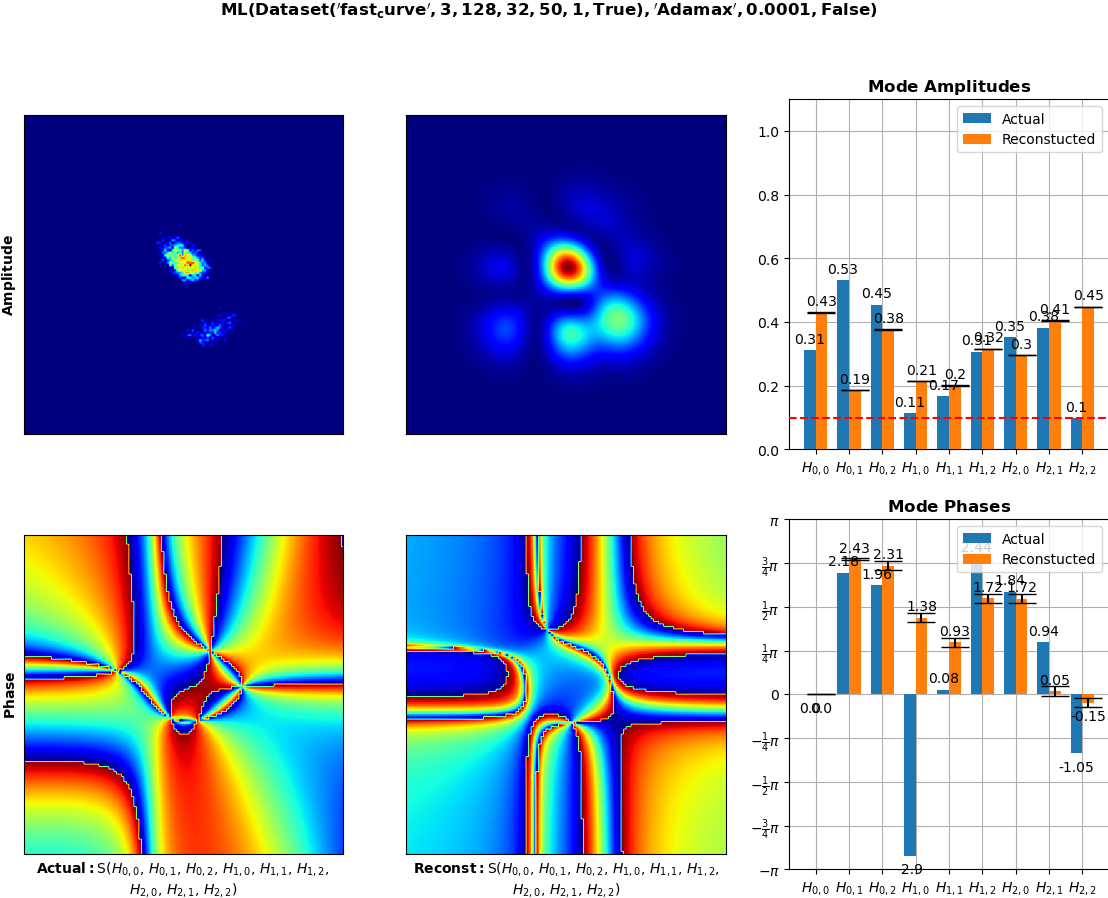 ML(Dataset('fast_curve', 3, 128, 32, 50, 1, True), 'Adamax', 0.0001, False)
Amplitude
Mode Amplitudes
Actual
Reconstucted
1.0
0.8
0.6
0.4
0.2
0.0
0.31
0.53
0.45
0.11
0.17
0.31
0.35
0.38
0.1
0.43
0.19
0.38
0.21
0.2
0.32
0.3
0.41
0.45
H0,0 H0,1 H0,2 H1,0 H1,1 H1,2 H2,0 H2,1 H2,2
Phase
Actual:S(H0,0, H0,1, H0,2, H1,0, H1,1, H1,2,
H2,0, H2,1, H2,2)
Reconst:S(H0,0, H0,1, H0,2, H1,0, H1,1, H1,2,
H2,0, H2,1, H2,2)
Mode Phases
Actual
Reconstucted
π
3/4π
1/2π
1/4π
0
−1/4π
−1/2π
−3/4π
−π
0.0
2.18
1.96
-2.9
0.08
2.44
1.84
0.94
-1.05
0.0
2.43
2.31
1.38
0.93
1.72
1.72
0.05
-0.15
H0,0 H0,1 H0,2 H1,0 H1,1 H1,2 H2,0 H2,1 H2,2